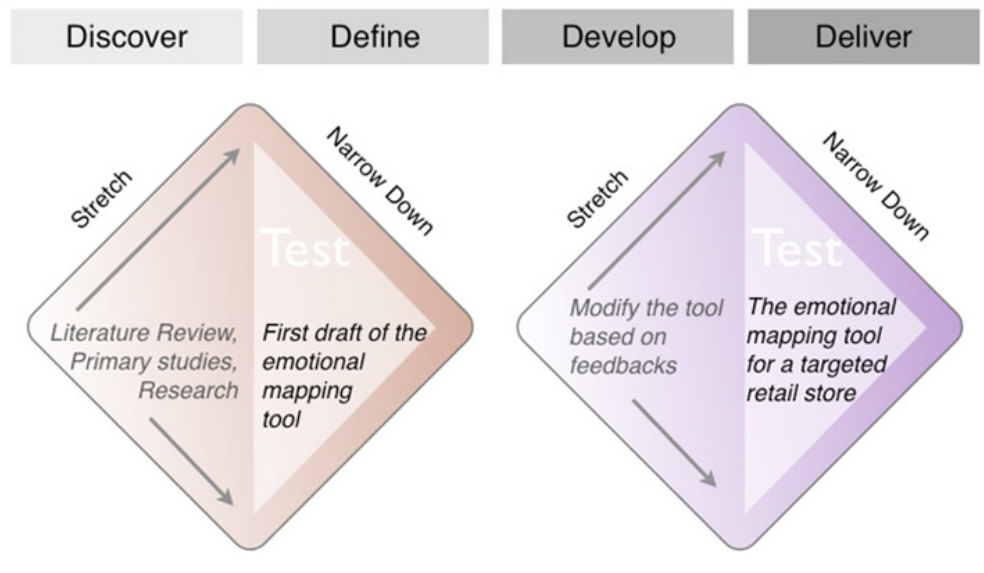 Discover
Define
Develop
Deliver
Stretch
Narrow Down
Test
Literature Review,
Primary studies,
Research
First draft of the
emotional
mapping
tool
Stretch
Narrow Down
Test
Modify the tool
based on
feedbacks
The emotional
mapping tool
for a targeted
retail store